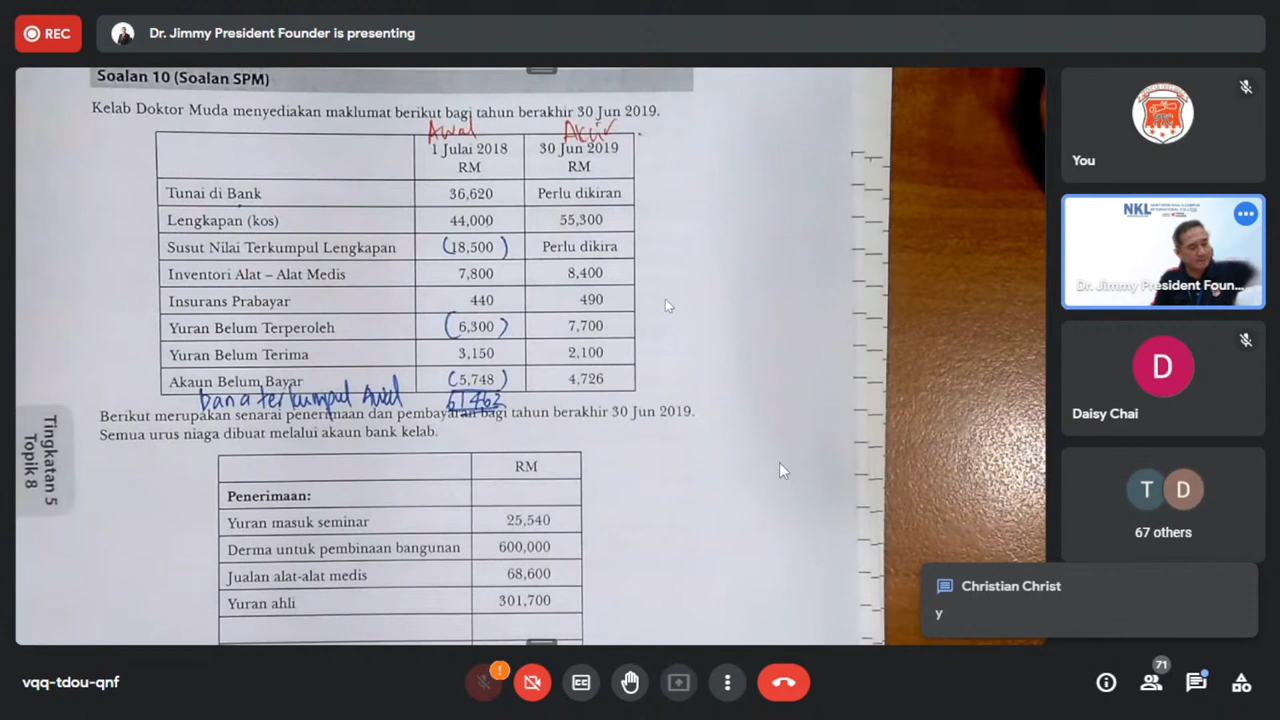 REC
Dr. Jimmy President Founder is presenting
Soalan 10 (Soalan SPM)
Kelab Doktor Muda menyediakan maklumat berikut bagi tahun berakhir 30 Jun 2019.
Awal
1 Julai 2018 30 Jun 2019
RM RM
Tunai di Bank 36,620 Perlu dikiran
Lengkapan (kos) 44,000 55,300
Susut Nilai Terkumpul Lengkapan (18,500) Perlu dikira
Inventori Alat – Alat Medis 7,800 8,400
Insurans Prabayar 440 490
Yuran Belum Terperoleh (6,300) 7,700
Yuran Belum Terima 3,150 2,100
Akaun Belum Bayar (5,748) 4,726
Dana terkumpul Awal 61462
Berikut merupakan senarai penerimaan dan pembayaran bagi tahun berakhir 30 Jun 2019.
Semua urus niaga dibuat melalui akaun bank kelab.
Tingkatan 5
Topik 8
RM
Penerimaan:
Yuran masuk seminar 25,540
Derma untuk pembinaan bangunan 600,000
Jualan alat-alat medis 68,600
Yuran ahli 301,700
You
NKL
Dr. Jimmy President Foun...
D
Daisy Chai
T D
67 others
Christian Christ
y
vqq-tdou-qnf
!
CC
71